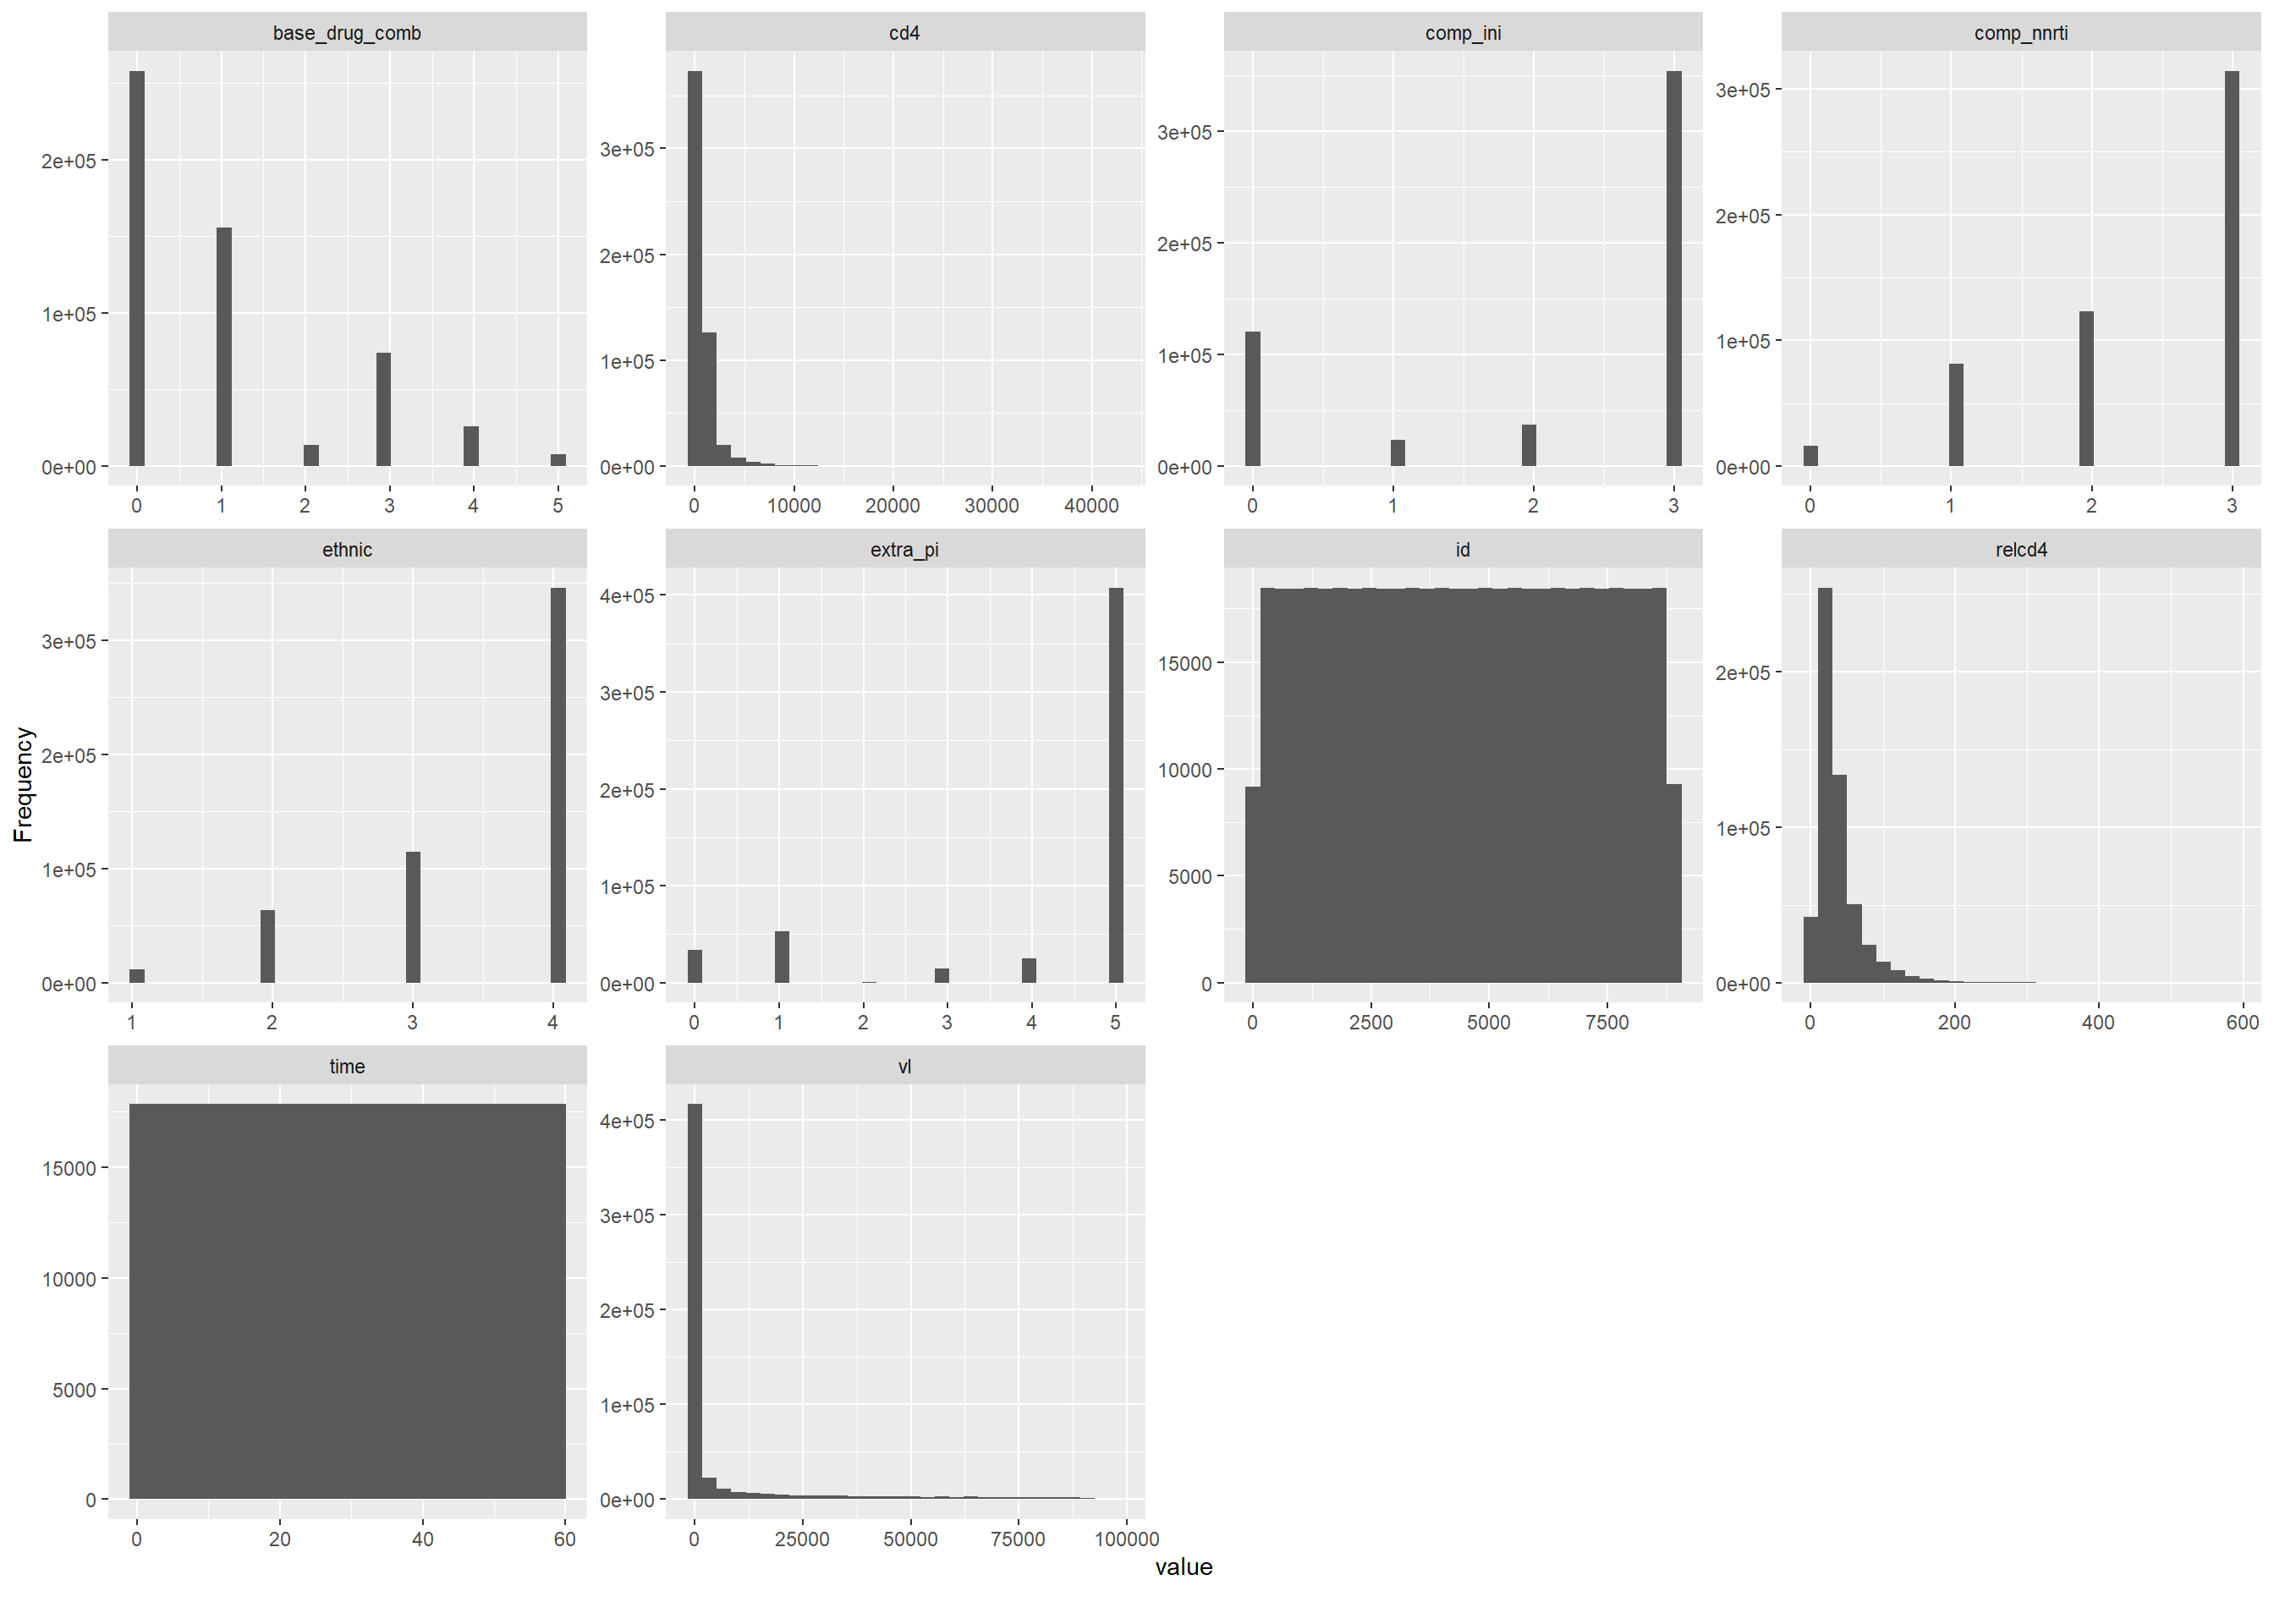 base_drug_comb cd4 comp_ini comp_nnrti
2e+05 1e+05 0e+00
3e+05 2e+05 1e+05 0e+00
3e+05 2e+05 1e+05 0e+00
3e+05 2e+05 1e+05 0e+00
0 1 2 3 4 5 0 10000 20000 30000 40000 0 1 2 3 0 1 2 3
ethnic extra_pi id relcd4
3e+05 2e+05 1e+05 0e+00
4e+05 3e+05 2e+05 1e+05 0e+00
15000 10000 5000 0
2e+05 1e+05 0e+00
1 2 3 4 0 1 2 3 4 5 0 2500 5000 7500 0 200 400 600
Frequency
time vl
15000 10000 5000 0
4e+05 3e+05 2e+05 1e+05 0e+00
0 20 40 60 0 25000 50000 75000 100000
value